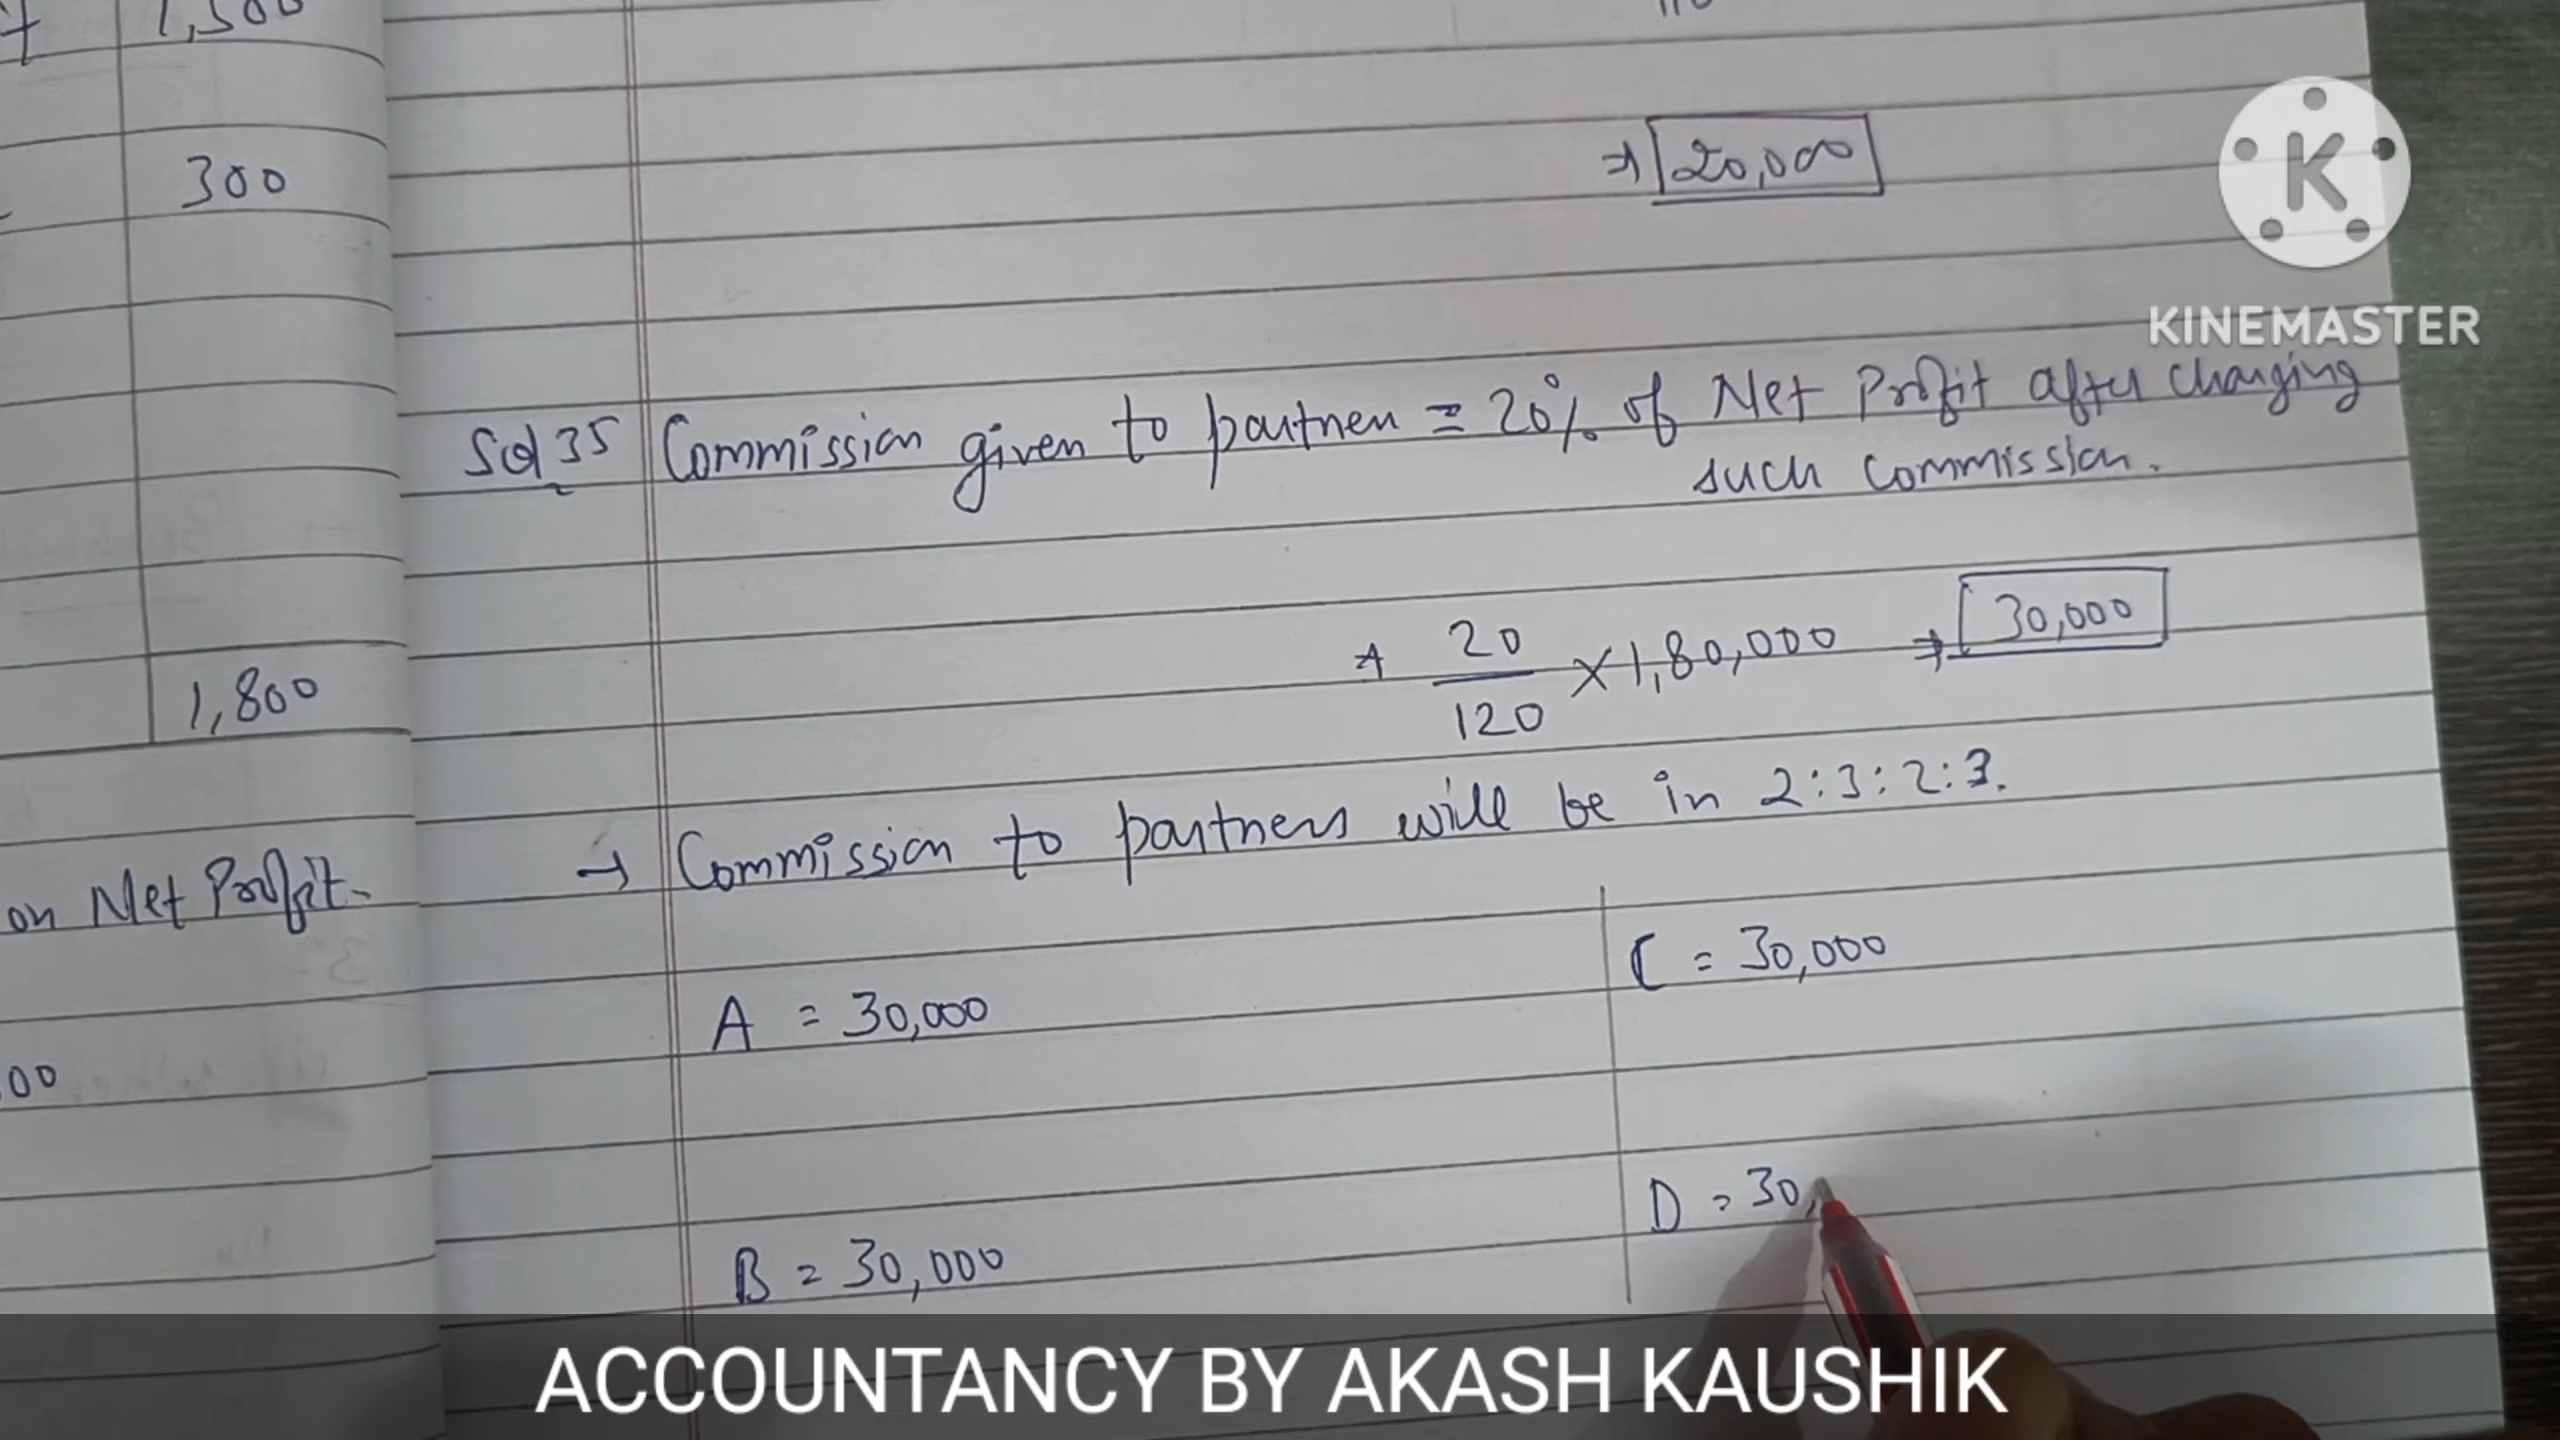 1,500
300
1,800
on Net Profit.
00
⇒ 20,000
KINEMASTER
Sol 35 Commission given to partner = 20% of Net Profit after charging
such commission.
20/120 × 1,80,000 ⇒ 30,000
→ Commission to partners will be in 2:3:2:3.
A = 30,000
C = 30,000
B = 30,000
D = 30,
ACCOUNTANCY BY AKASH KAUSHIK